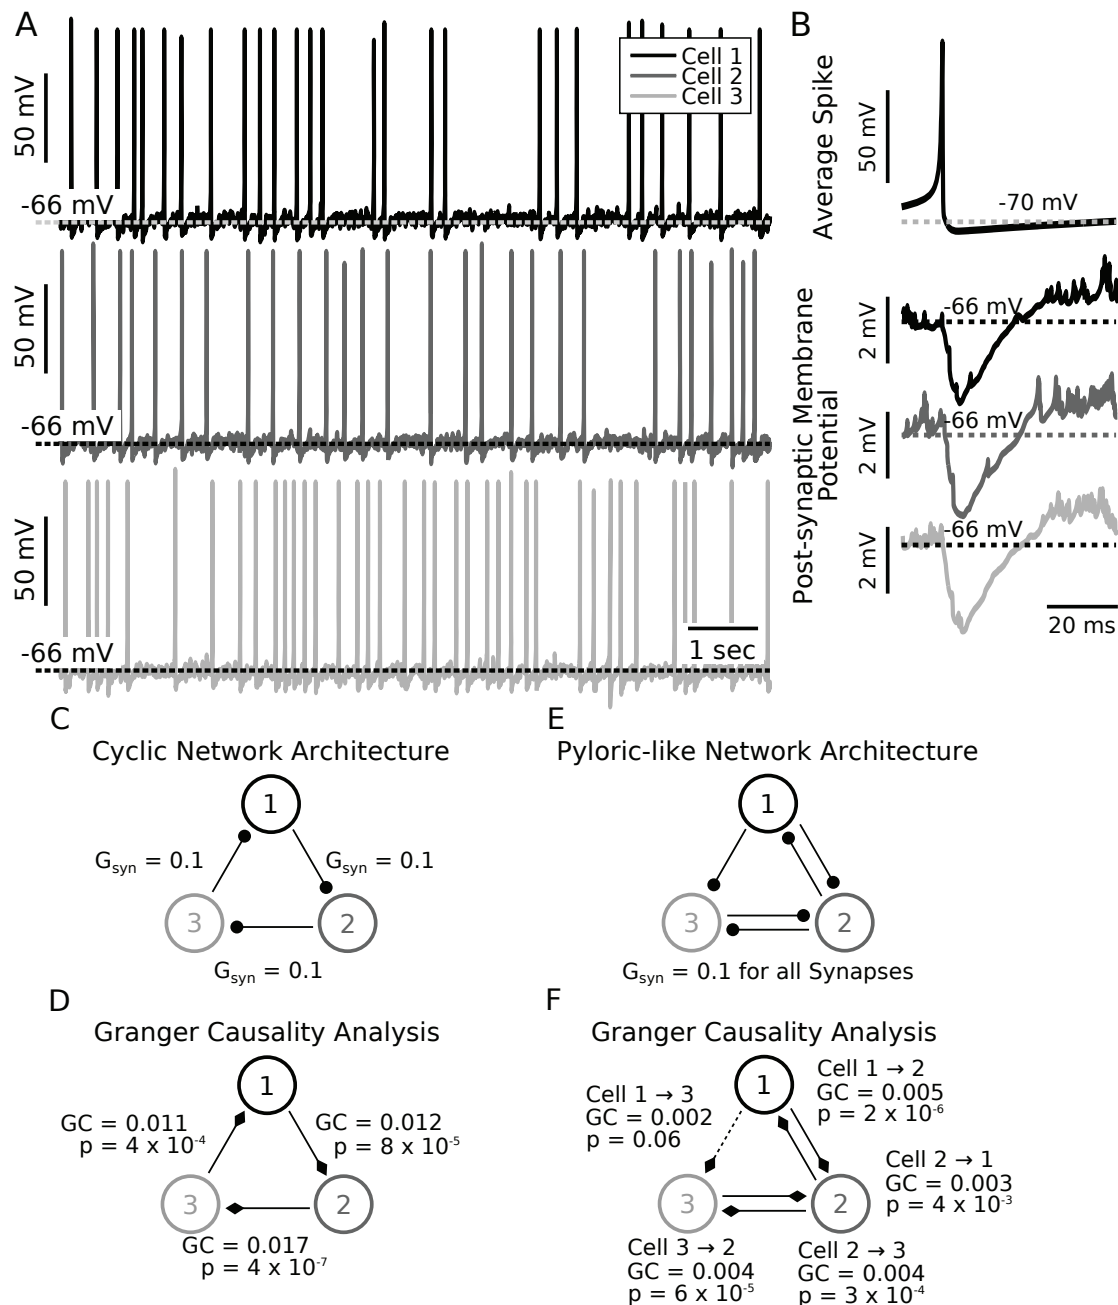 A
50 mV
-66 mV
Cell 1
Cell 2
Cell 3
50 mV
-66 mV
50 mV
-66 mV
1 sec
B
Average Spike
50 mV
-70 mV
Post-synaptic Membrane
Potential
2 mV
-66 mV
2 mV
-66 mV
2 mV
-66 mV
20 ms
C
Cyclic Network Architecture
1
Gsyn = 0.1
Gsyn = 0.1
3
2
Gsyn = 0.1
E
Pyloric-like Network Architecture
1
3
2
Gsyn = 0.1 for all Synapses
D
Granger Causality Analysis
1
GC = 0.011
p = 4 x 10-4
GC = 0.012
p = 8 x 10-5
3
2
GC = 0.017
p = 4 x 10-7
F
Granger Causality Analysis
1
Cell 1 → 3
GC = 0.002
p = 0.06
Cell 1 → 2
GC = 0.005
p = 2 x 10-6
Cell 2 → 1
GC = 0.003
p = 4 x 10-3
3
2
Cell 3 → 2
GC = 0.004
p = 6 x 10-5
Cell 2 → 3
GC = 0.004
p = 3 x 10-4